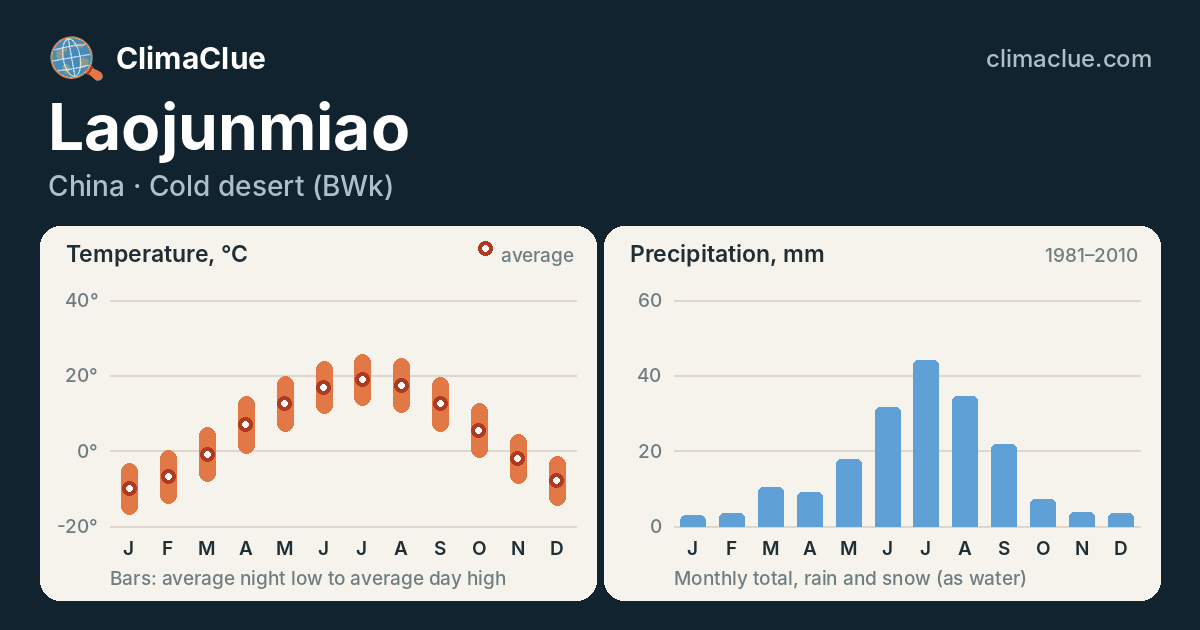 ClimaClue
climaclue.com
Laojunmiao
China · Cold desert (BWk)
Temperature, °C
average
40°
20°
0°
-20°
J F M A M J J A S O N D
Bars: average night low to average day high
Precipitation, mm
1981–2010
60
40
20
0
J F M A M J J A S O N D
Monthly total, rain and snow (as water)